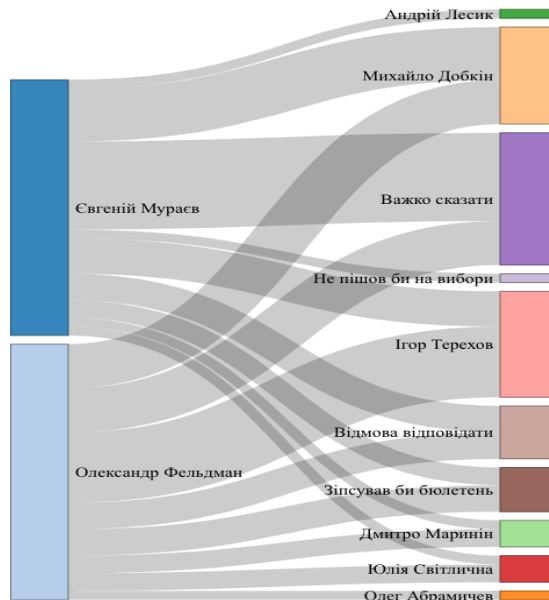 Андрій Лесик
Михайло Добкін
Важко сказати
Євгеній Мураєв
Не пішов би на вибори
Ігор Терехов
Відмова відповідати
Олександр Фельдман
Зіпсував би бюлетень
Дмитро Маринін
Юлія Світлична
Олег Абрамичев